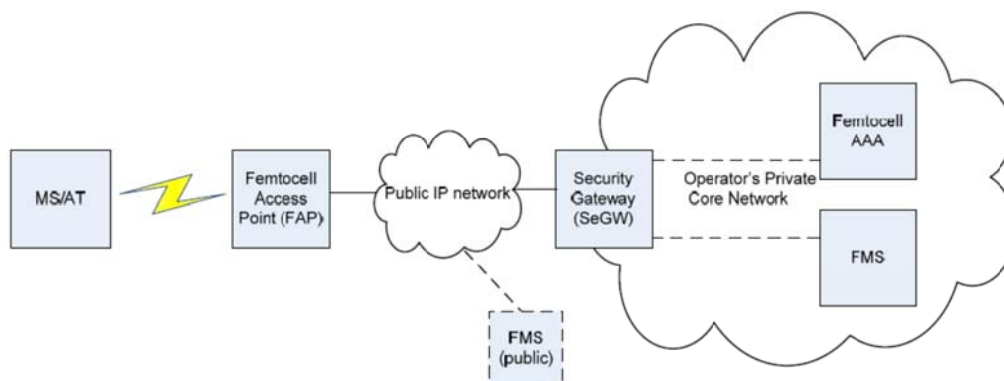 MS/AT
Femtocell
Access
Point (FAP)
Public IP network
Security
Gateway
(SeGW)
Operator's Private
Core Network
Femtocell
AAA
FMS
FMS
(public)